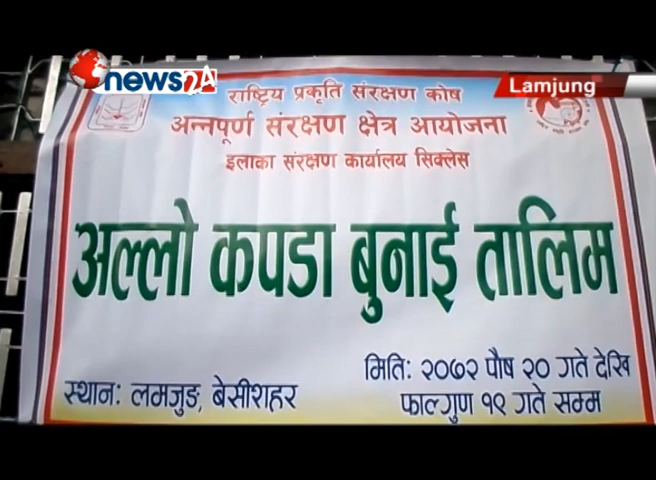 news24
Lamjung
राष्ट्रिय प्रकृति संरक्षण कोष
अन्नपूर्ण संरक्षण क्षेत्र आयोजना
इलाका संरक्षण कार्यालय सिक्लेस
अल्लो कपडा बुनाई तालिम
मिति: २०७२ पौष २० गते देखि
स्थान: लमजुङ, बेसीशहर
फाल्गुण १९ गते सम्म